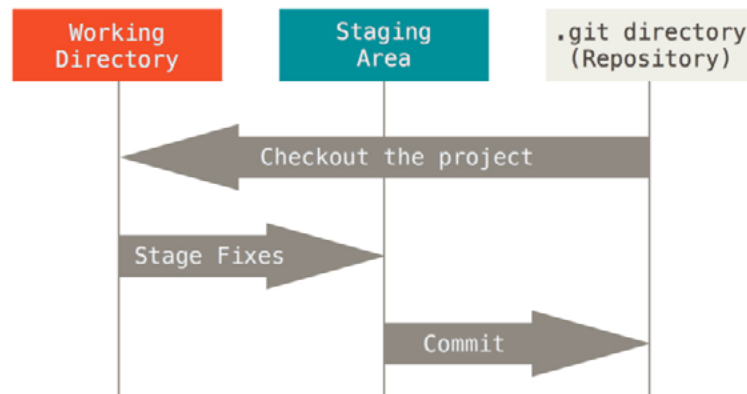 Working
Directory
Staging
Area
.git directory
(Repository)
Checkout the project
Stage Fixes
Commit